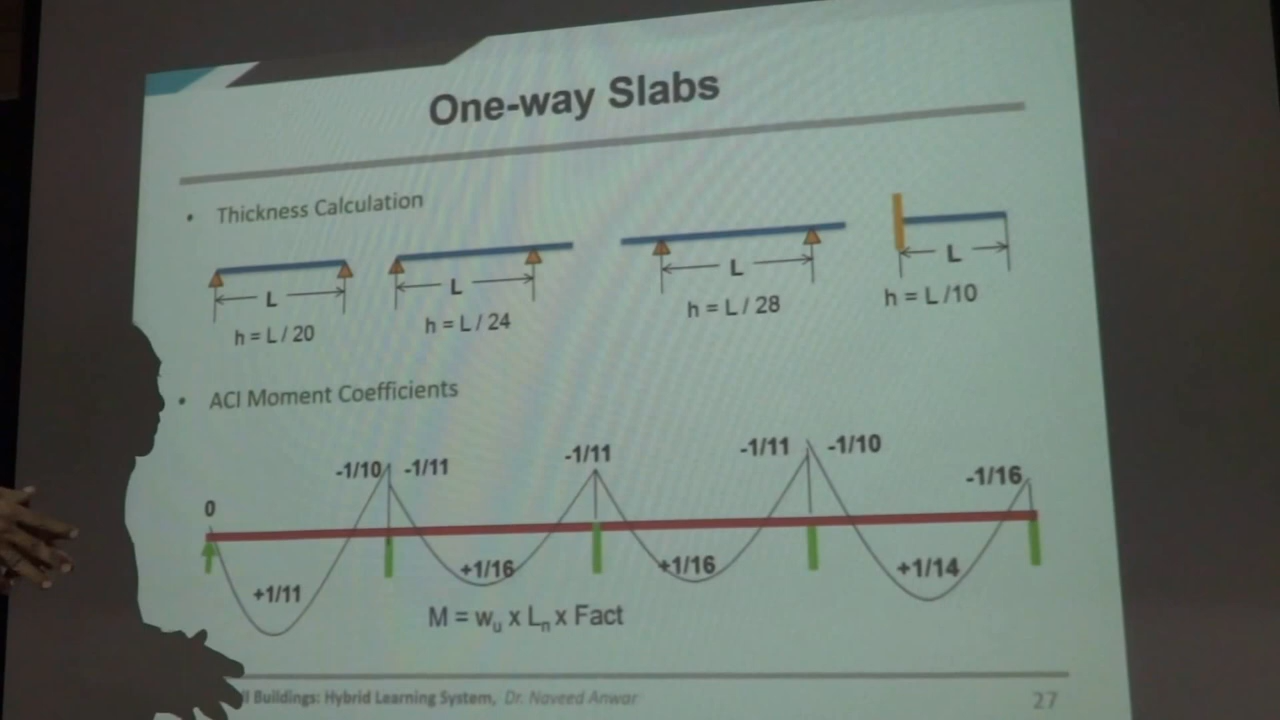 One-way Slabs
• Thickness Calculation
L L L L
h = L / 20 h = L / 24 h = L / 28 h = L /10
• ACI Moment Coefficients
0 -1/10 -1/11 -1/11 -1/11 -1/10 -1/16
+1/11 +1/16 +1/16 +1/14
M = wu x Ln x Fact
Buildings: Hybrid Learning System, Dr. Naveed Anwar 27